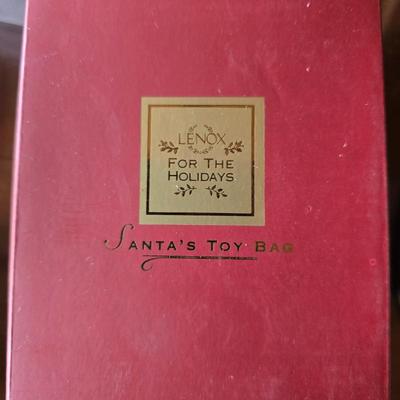 LENOX
FOR THE
HOLIDAYS
SANTA'S TOY BAG